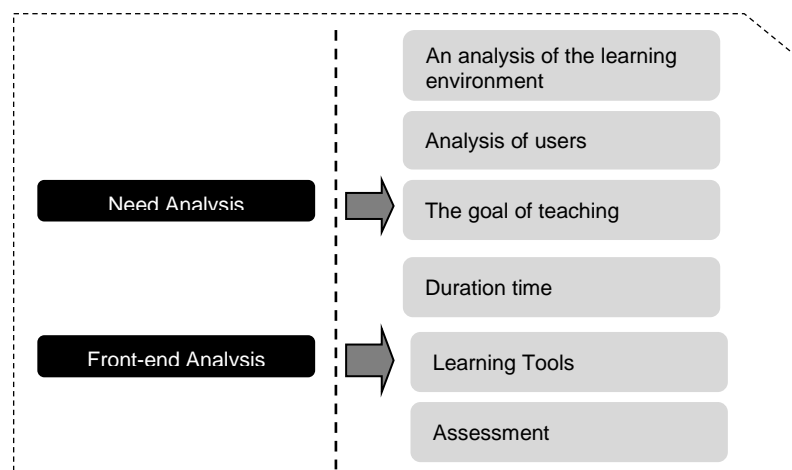 An analysis of the learning
environment
Analysis of users
Need Analysis
The goal of teaching
Duration time
Front-end Analysis
Learning Tools
Assessment